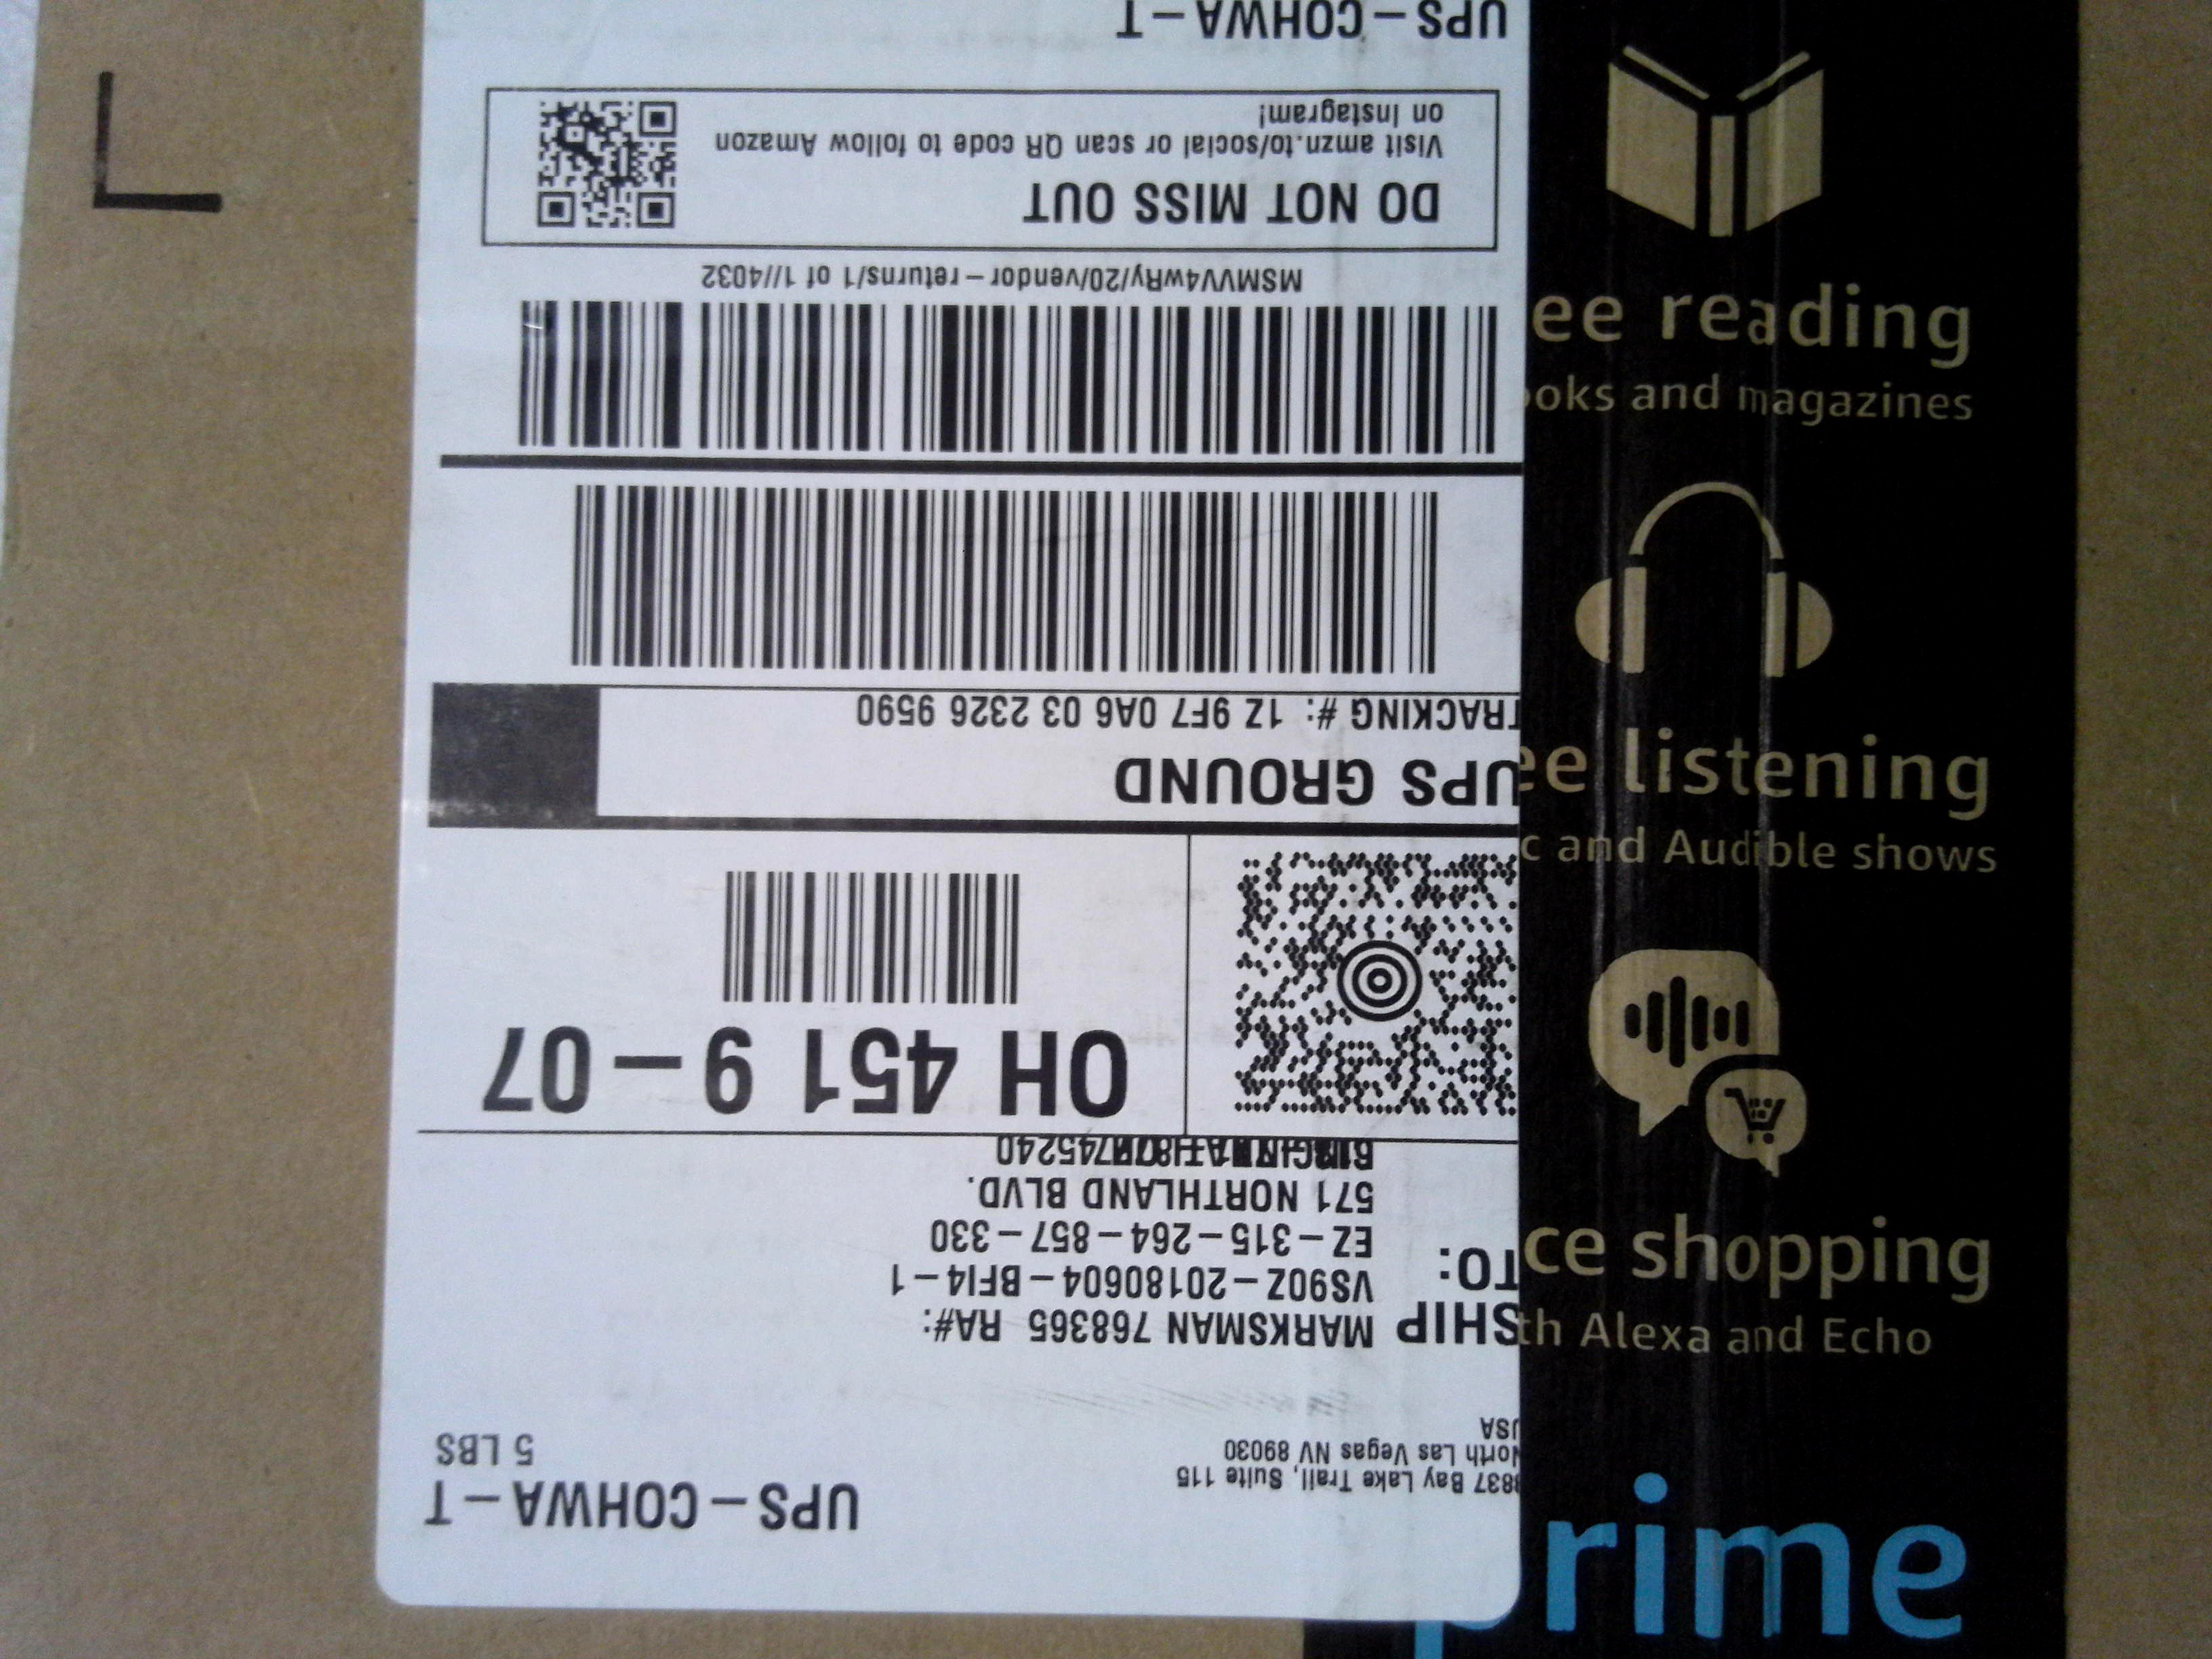 UPS-COHWA-T
5 LBS
8837 Bay Lake Trail, Suite 115
North Las Vegas NV 89030
USA
SHIP
TO:
MARKSMAN 768365 RA#:
VS90Z-20180604-BFI4-1
EZ-315-264-857-330
571 NORTHLAND BLVD.
OH 451 9-07
UPS GROUND
TRACKING #: 1Z 9F7 0A6 03 2326 9590
MSMVV4wRy/20/vendor-returns/1 of 1//4032
DO NOT MISS OUT
Visit amzn.to/social or scan QR code to follow Amazon
on Instagram!
UPS-COHWA-T
L
ee reading
ooks and magazines
ee listening
c and Audible shows
ce shopping
th Alexa and Echo
prime